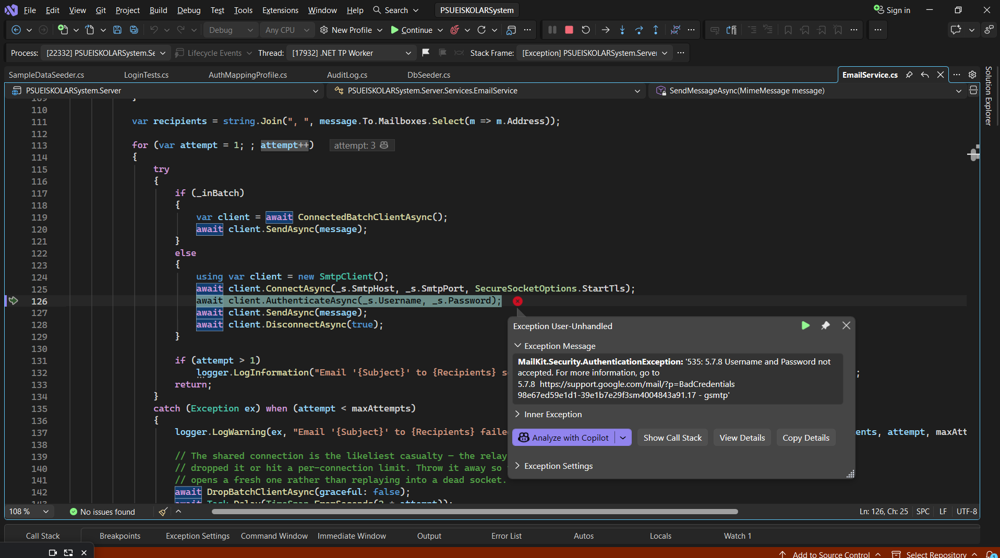 File Edit View Git Project Build Debug Test Tools Extensions Window Help Search PSUEISKOLARSystem Sign in
Debug Any CPU New Profile Continue
Process: [22332] PSUEISKOLARSystem.Se Lifecycle Events Thread: [17932] .NET TP Worker Stack Frame: [Exception] PSUEISKOLARSystem.Server
SampleDataSeeder.cs LoginTests.cs AuthMappingProfile.cs AuditLog.cs DbSeeder.cs EmailService.cs
PSUEISKOLARSystem.Server PSUEISKOLARSystem.Server.Services.EmailService SendMessageAsync(MimeMessage message)
Solution Explorer
109 }
110
111 var recipients = string.Join(", ", message.To.Mailboxes.Select(m => m.Address));
112
113 for (var attempt = 1; ; attempt++) attempt: 3
114 {
115 try
116 {
117 if (_inBatch)
118 {
119 var client = await ConnectedBatchClientAsync();
120 await client.SendAsync(message);
121 }
122 else
123 {
124 using var client = new SmtpClient();
125 await client.ConnectAsync(_s.SmtpHost, _s.SmtpPort, SecureSocketOptions.StartTls);
126 await client.AuthenticateAsync(_s.Username, _s.Password);
127 await client.SendAsync(message);
128 await client.DisconnectAsync(true);
129 }
130
131 if (attempt > 1)
132 logger.LogInformation("Email '{Subject}' to {Recipients} s ;
133 return;
134 }
135 catch (Exception ex) when (attempt < maxAttempts)
136 {
137 logger.LogWarning(ex, "Email '{Subject}' to {Recipients} faile ents, attempt, maxAtt
138
139 // The shared connection is the likeliest casualty — the relay
140 // dropped it or hit a per-connection limit. Throw it away so
141 // opens a fresh one rather than replaying into a dead socket.
142 await DropBatchClientAsync(graceful: false);
143 await Task.Delay(TimeSpan.FromSeconds(2 * attempt));
Exception User-Unhandled
Exception Message
MailKit.Security.AuthenticationException: '535: 5.7.8 Username and Password not
accepted. For more information, go to
5.7.8 https://support.google.com/mail/?p=BadCredentials
98e67ed59e1d1-39e1b7e29f3sm4004843a91.17 - gsmtp'
Inner Exception
Analyze with Copilot Show Call Stack View Details Copy Details
Exception Settings
108 % No issues found Ln: 126, Ch: 25 SPC LF UTF-8
Call Stack Breakpoints Exception Settings Command Window Immediate Window Output Error List Autos Locals Watch 1
Add to Source Control Select Repository 1